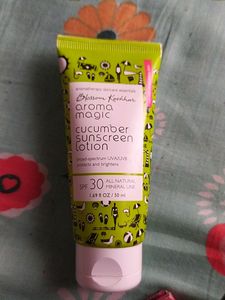 aromatherapy skincare essentials
Blossom Kochhar
aroma
magic
cucumber
sunscreen
lotion
broad-spectrum UVA/UVB
protects and brightens
SPF 30 ALL NATURAL
MINERAL LINE
1.69 fl OZ / 50 ml